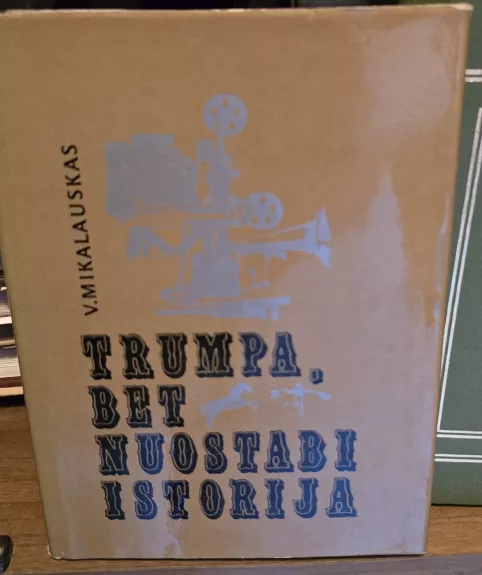 V. MIKALAUSKAS
TRUMPA,
BET
NUOSTABI
ISTORIJA